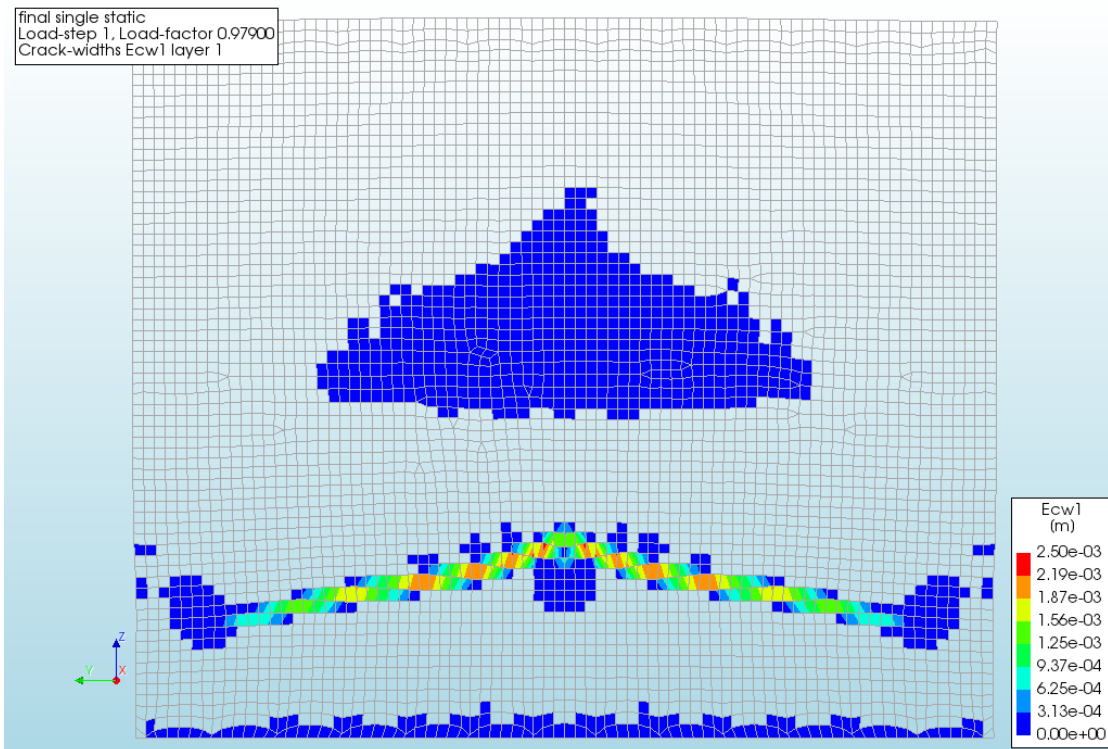 final single static
Load-step 1, Load-factor 0.97900
Crack-widths Ecw1 layer 1
Z
Y
X
Ecw1
(m)
2.50e-03
2.19e-03
1.87e-03
1.56e-03
1.25e-03
9.37e-04
6.25e-04
3.13e-04
0.00e+00